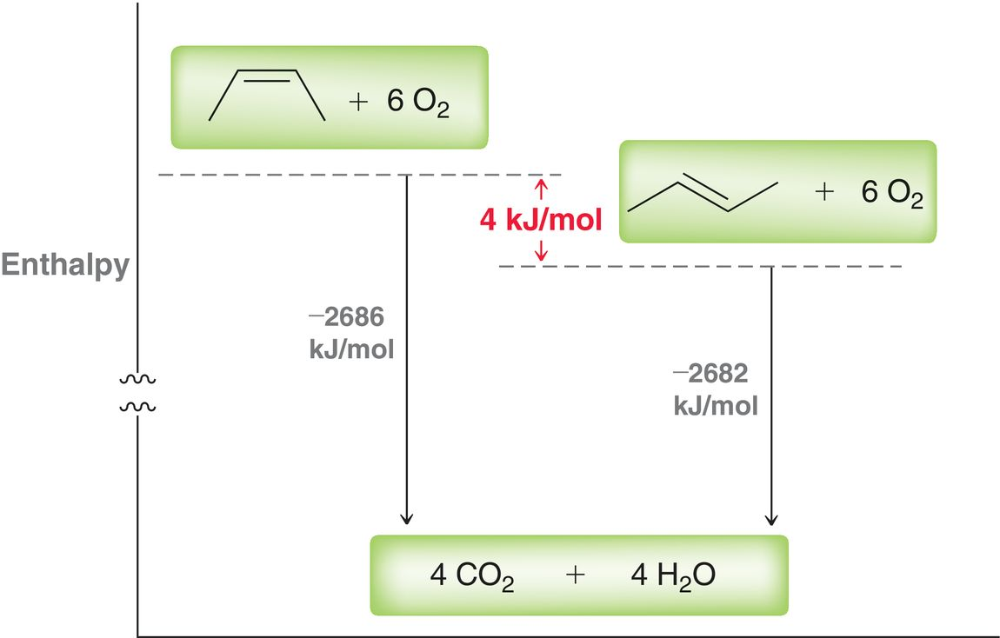 + 6 O₂
+ 6 O₂
4 kJ/mol
Enthalpy
–2686
kJ/mol
–2682
kJ/mol
4 CO₂ + 4 H₂O